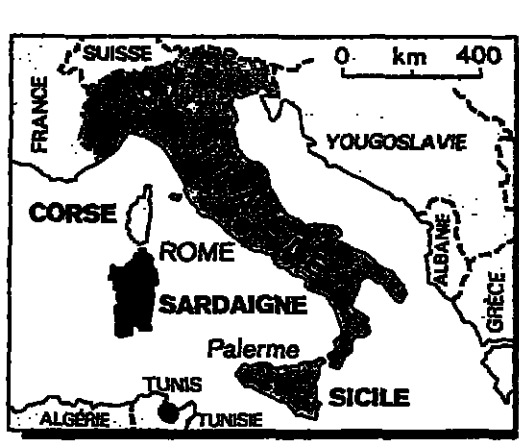 SUISSE
0 km 400
FRANCE
YOUGOSLAVIE
CORSE
ROME
ALBANIE
SARDAIGNE
GRÈCE
Palerme
TUNIS
SICILE
ALGÉRIE
TUNISIE